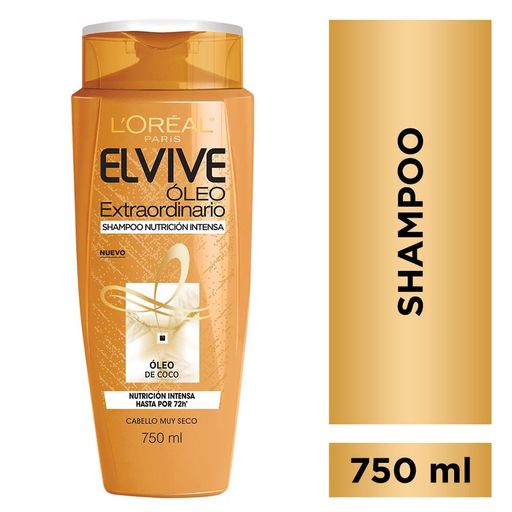 L'ORÉAL
PARIS
ELVIVE
ÓLEO
Extraordinario
SHAMPOO NUTRICIÓN INTENSA
NUEVO
ÓLEO
DE COCO
NUTRICIÓN INTENSA
HASTA POR 72h*
CABELLO MUY SECO
750 ml
SHAMPOO
750 ml